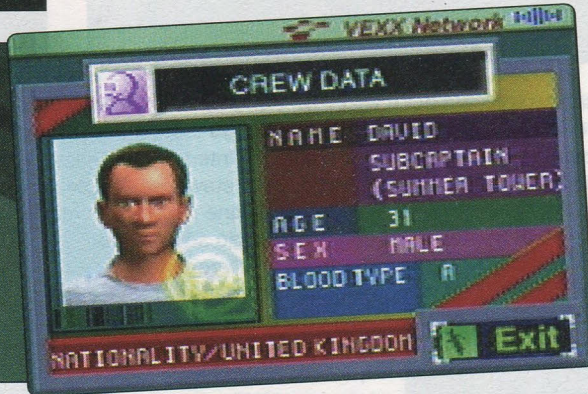 VEXX Network
CREW DATA
NAME DAVID
SUBCAPTAIN
(SUMMER TOWER)
AGE 31
SEX MALE
BLOOD TYPE A
NATIONALITY/UNITED KINGDOM
Exit